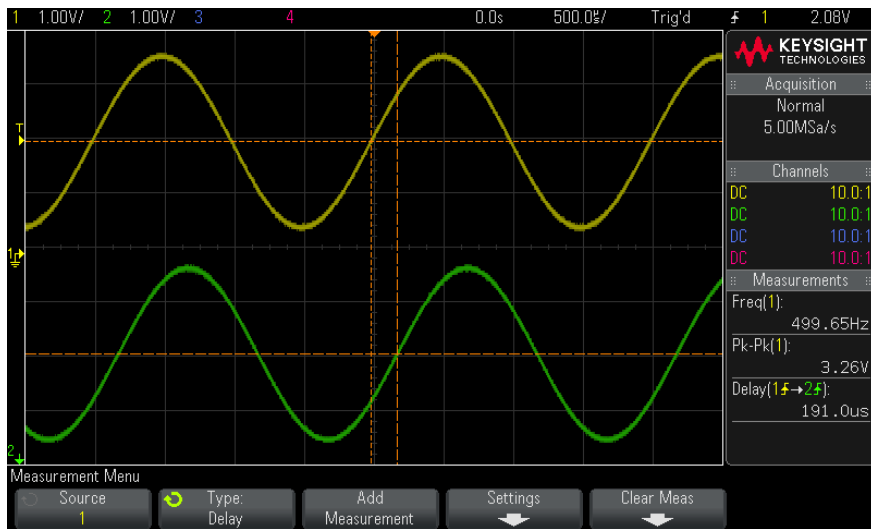 1 1.00V/ 2 1.00V/ 3 4 0.0s 500.0us/ Trig'd 1 2.08V
KEYSIGHT
TECHNOLOGIES
Acquisition
Normal
5.00MSa/s
Channels
DC 10.0:1
DC 10.0:1
DC 10.0:1
DC 10.0:1
Measurements
Freq(1):
499.65Hz
Pk-Pk(1):
3.26V
Delay(1→2):
191.0us
T
1
2
Measurement Menu
Source
1
Type:
Delay
Add
Measurement
Settings
Clear Meas